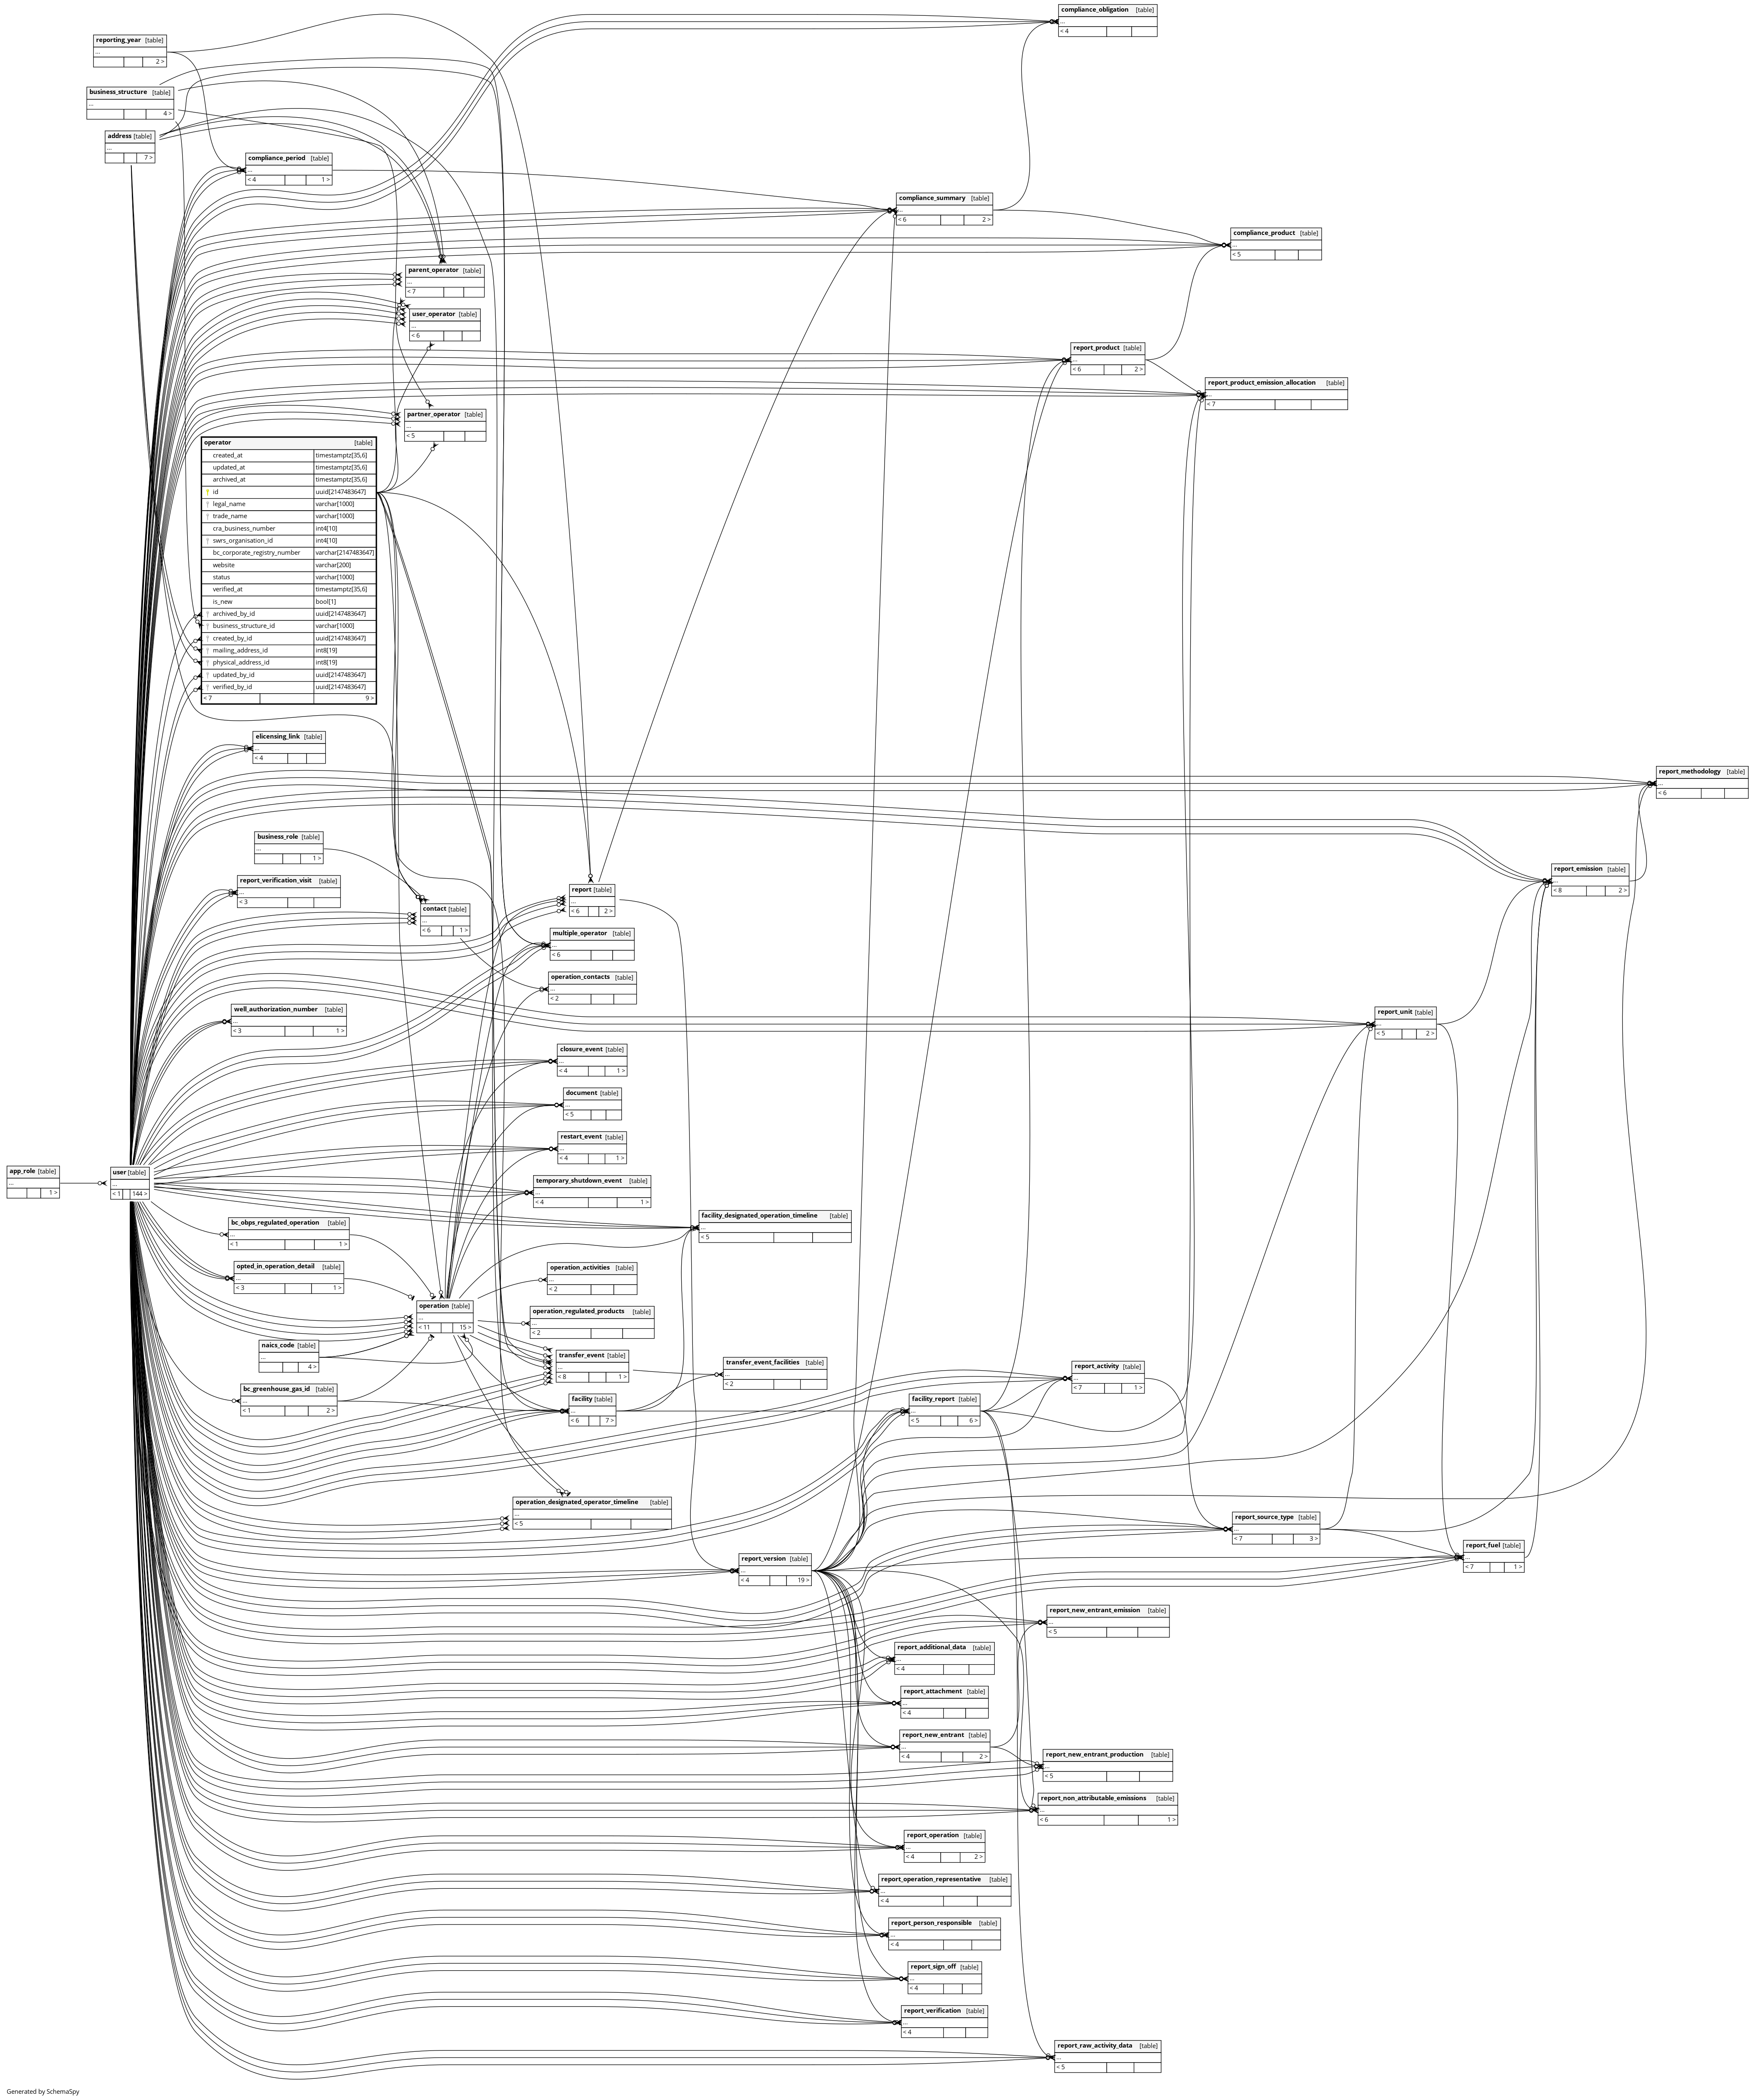 compliance_obligation [table]
...
< 4
reporting_year [table]
...
2 >
business_structure [table]
...
4 >
address [table]
...
7 >
compliance_period [table]
...
< 4 1 >
compliance_summary [table]
...
< 6 2 >
compliance_product [table]
...
< 5
parent_operator [table]
...
< 7
user_operator [table]
...
< 6
report_product [table]
...
< 6 2 >
report_product_emission_allocation [table]
...
< 7
partner_operator [table]
...
< 5
operator [table]
created_at timestamptz[35,6]
updated_at timestamptz[35,6]
archived_at timestamptz[35,6]
id uuid[2147483647]
legal_name varchar[1000]
trade_name varchar[1000]
cra_business_number int4[10]
swrs_organisation_id int4[10]
bc_corporate_registry_number varchar[2147483647]
website varchar[200]
status varchar[1000]
verified_at timestamptz[35,6]
is_new bool[1]
archived_by_id uuid[2147483647]
business_structure_id varchar[1000]
created_by_id uuid[2147483647]
mailing_address_id int8[19]
physical_address_id int8[19]
updated_by_id uuid[2147483647]
verified_by_id uuid[2147483647]
< 7 9 >
elicensing_link [table]
...
< 4
report_methodology [table]
...
< 6
business_role [table]
...
1 >
report_emission [table]
...
< 8 2 >
report_verification_visit [table]
...
< 3
report [table]
...
< 6 2 >
contact [table]
...
< 6 1 >
multiple_operator [table]
...
< 6
operation_contacts [table]
...
< 2
well_authorization_number [table]
...
< 3 1 >
report_unit [table]
...
< 5 2 >
closure_event [table]
...
< 4 1 >
document [table]
...
< 5
restart_event [table]
...
< 4 1 >
app_role [table]
...
1 >
user [table]
...
< 1 144 >
temporary_shutdown_event [table]
...
< 4 1 >
facility_designated_operation_timeline [table]
...
< 5
bc_obps_regulated_operation [table]
...
< 1 1 >
opted_in_operation_detail [table]
...
< 3 1 >
operation_activities [table]
...
< 2
operation [table]
...
< 11 15 >
operation_regulated_products [table]
...
< 2
naics_code [table]
...
4 >
transfer_event [table]
...
< 8 1 >
transfer_event_facilities [table]
...
< 2
report_activity [table]
...
< 7 1 >
bc_greenhouse_gas_id [table]
...
< 1 2 >
facility [table]
...
< 6 7 >
facility_report [table]
...
< 5 6 >
operation_designated_operator_timeline [table]
...
< 5
report_source_type [table]
...
< 7 3 >
report_fuel [table]
...
< 7 1 >
report_version [table]
...
< 4 19 >
report_new_entrant_emission [table]
...
< 5
report_additional_data [table]
...
< 4
report_attachment [table]
...
< 4
report_new_entrant [table]
...
< 4 2 >
report_new_entrant_production [table]
...
< 5
report_non_attributable_emissions [table]
...
< 6 1 >
report_operation [table]
...
< 4 2 >
report_operation_representative [table]
...
< 4
report_person_responsible [table]
...
< 4
report_sign_off [table]
...
< 4
report_verification [table]
...
< 4
report_raw_activity_data [table]
...
< 5
Generated by SchemaSpy